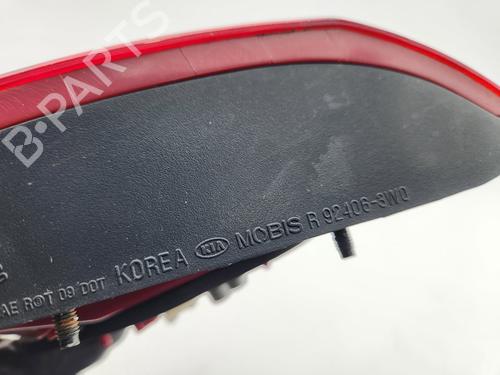 B-PARTS
KOREA KIA MOBIS R 92406-3W0
AE R T 09 DOT